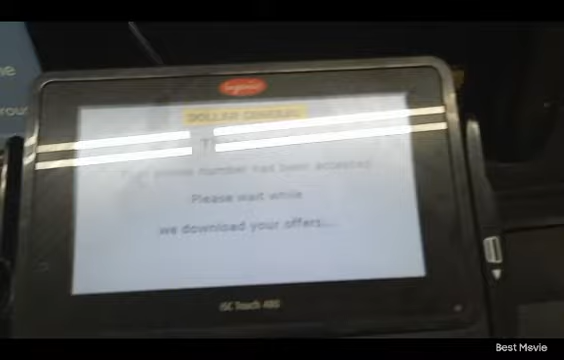 ingenico
DOLLAR GENERAL
phone number has been accepted
Please wait while
we download your offers...
iSC Touch 480
Best Movie